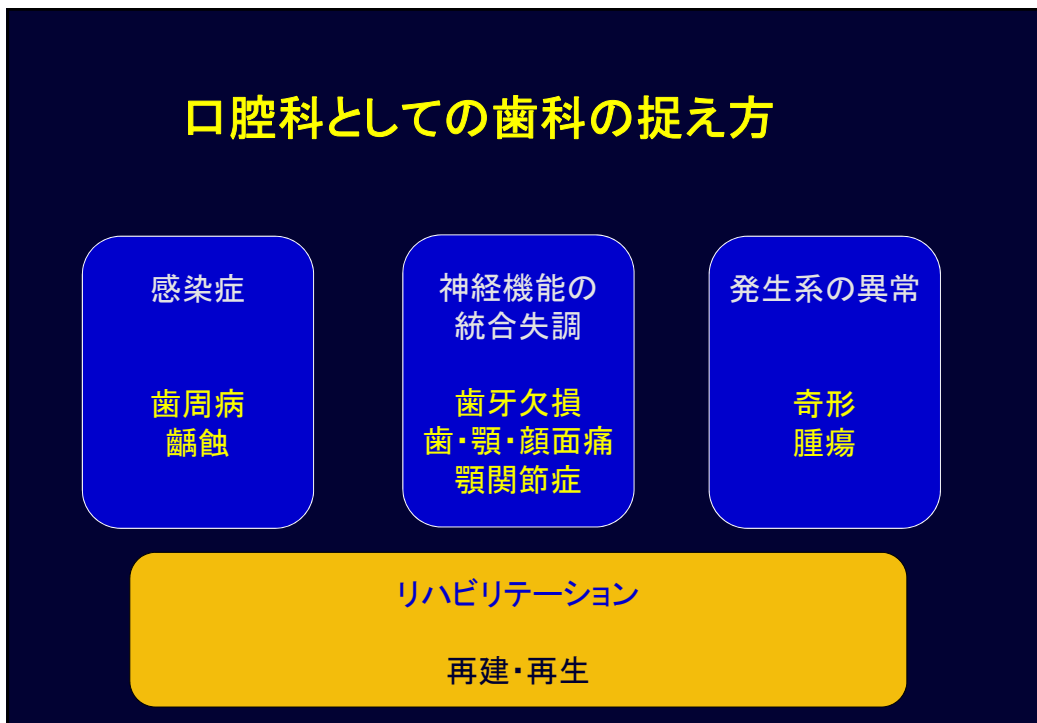 口腔科としての歯科の捉え方
感染症
歯周病
齲蝕
神経機能の
統合失調
歯牙欠損
歯・顎・顔面痛
顎関節症
発生系の異常
奇形
腫瘍
リハビリテーション
再建・再生